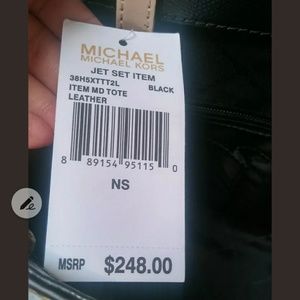 MICHAEL
MICHAEL KORS
JET SET ITEM
38H5XTTT2L BLACK
ITEM MD TOTE
LEATHER
8 89154 95115 0
NS
MSRP $248.00